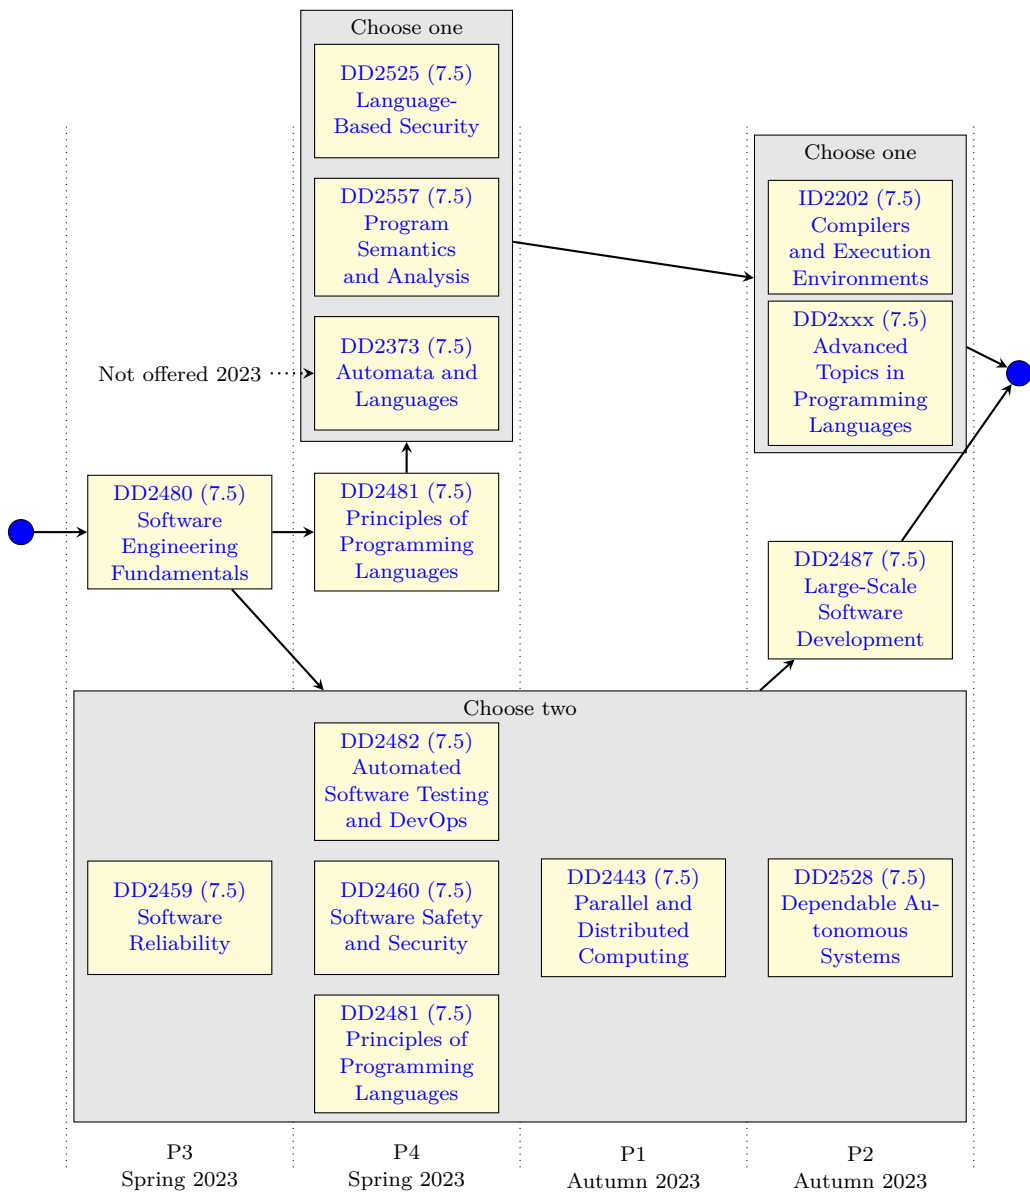 Choose one
DD2525 (7.5)
Language-
Based Security
DD2557 (7.5)
Program
Semantics
and Analysis
DD2373 (7.5)
Automata and
Languages
Not offered 2023
Choose one
ID2202 (7.5)
Compilers
and Execution
Environments
DD2xxx (7.5)
Advanced
Topics in
Programming
Languages
DD2480 (7.5)
Software
Engineering
Fundamentals
DD2481 (7.5)
Principles of
Programming
Languages
DD2487 (7.5)
Large-Scale
Software
Development
Choose two
DD2482 (7.5)
Automated
Software Testing
and DevOps
DD2459 (7.5)
Software
Reliability
DD2460 (7.5)
Software Safety
and Security
DD2443 (7.5)
Parallel and
Distributed
Computing
DD2528 (7.5)
Dependable Au-
tonomous
Systems
DD2481 (7.5)
Principles of
Programming
Languages
P3
Spring 2023
P4
Spring 2023
P1
Autumn 2023
P2
Autumn 2023